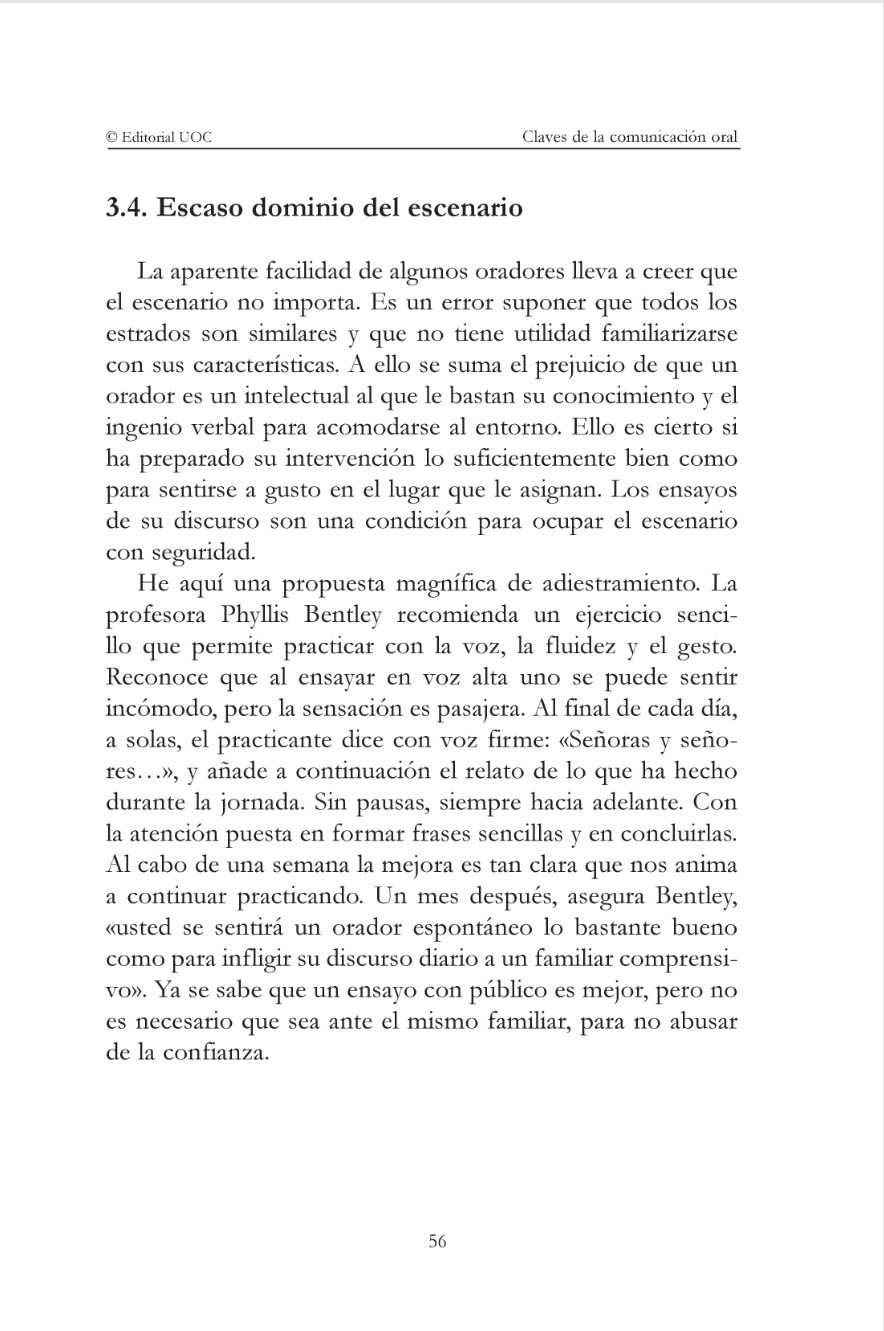 © Editorial UOC
Claves de la comunicación oral
3.4. Escaso dominio del escenario
La aparente facilidad de algunos oradores lleva a creer que
el escenario no importa. Es un error suponer que todos los
estrados son similares y que no tiene utilidad familiarizarse
con sus características. A ello se suma el prejuicio de que un
orador es un intelectual al que le bastan su conocimiento y el
ingenio verbal para acomodarse al entorno. Ello es cierto si
ha preparado su intervención lo suficientemente bien como
para sentirse a gusto en el lugar que le asignan. Los ensayos
de su discurso son una condición para ocupar el escenario
con seguridad.
He aquí una propuesta magnífica de adiestramiento. La
profesora Phyllis Bentley recomienda un ejercicio senci-
llo que permite practicar con la voz, la fluidez y el gesto.
Reconoce que al ensayar en voz alta uno se puede sentir
incómodo, pero la sensación es pasajera. Al final de cada día,
a solas, el practicante dice con voz firme: «Señoras y seño-
res…», y añade a continuación el relato de lo que ha hecho
durante la jornada. Sin pausas, siempre hacia adelante. Con
la atención puesta en formar frases sencillas y en concluirlas.
Al cabo de una semana la mejora es tan clara que nos anima
a continuar practicando. Un mes después, asegura Bentley,
«usted se sentirá un orador espontáneo lo bastante bueno
como para infligir su discurso diario a un familiar comprensi-
vo». Ya se sabe que un ensayo con público es mejor, pero no
es necesario que sea ante el mismo familiar, para no abusar
de la confianza.
56